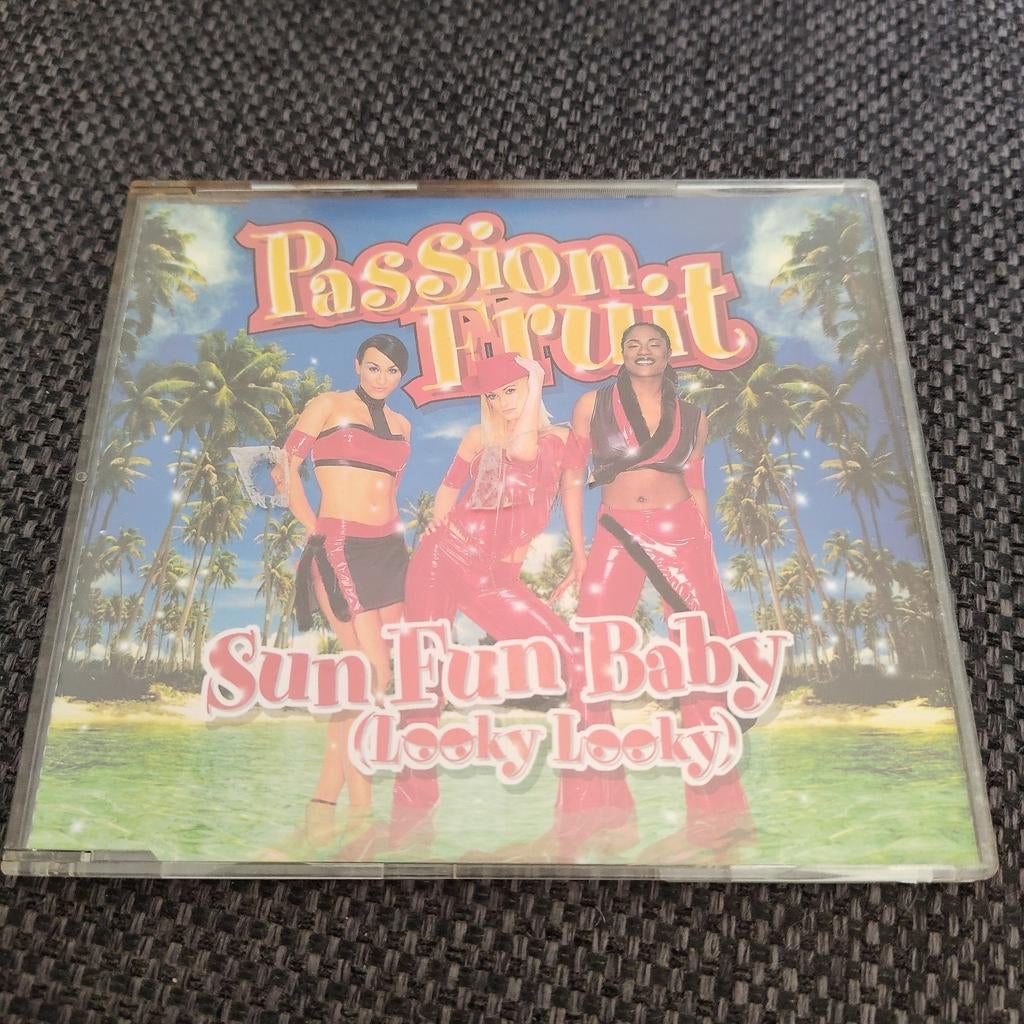 Passion
Fruit
Sun Fun Baby
(Looky Looky)